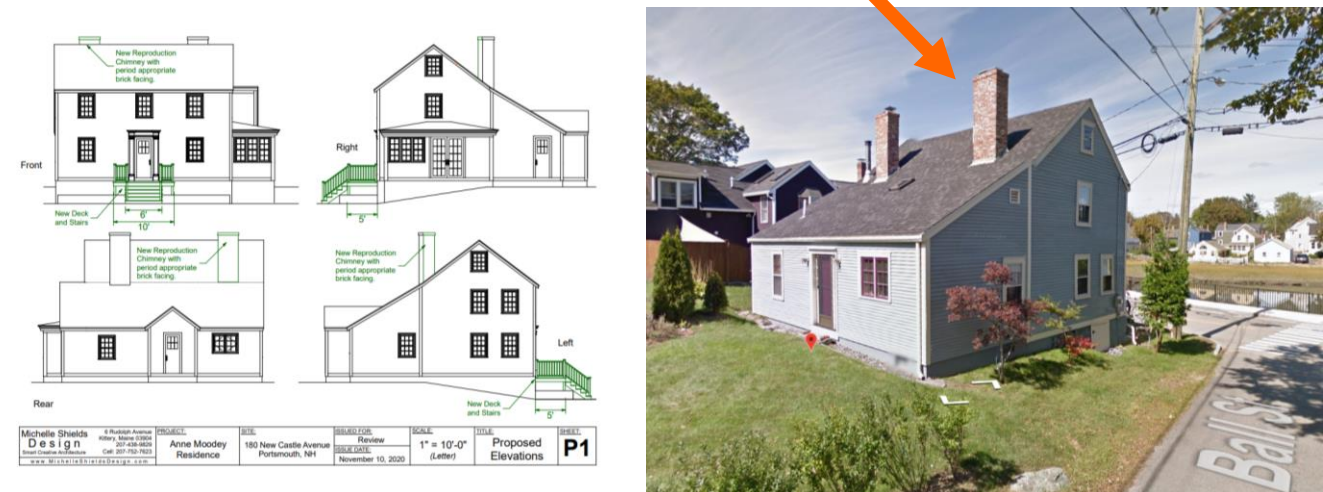 New Reproduction
Chimney with
period appropriate
brick facing.
Front
New Deck
and Stairs
6'
10'
Right
5'
New Reproduction
Chimney with
period appropriate
brick facing.
Rear
New Reproduction
Chimney with
period appropriate
brick facing.
Left
New Deck
and Stairs
5'
Michelle Shields
Design
Smart Creative Architecture
www.MichelleShieldsDesign.com
6 Rudolph Avenue
Kittery, Maine 03904
207-438-9828
Cell: 207-752-7623
PROJECT:
Anne Moodey
Residence
SITE:
180 New Castle Avenue
Portsmouth, NH
ISSUED FOR:
Review
ISSUE DATE:
November 10, 2020
SCALE:
1" = 10'-0"
(Letter)
TITLE:
Proposed
Elevations
SHEET:
P1
Ball St